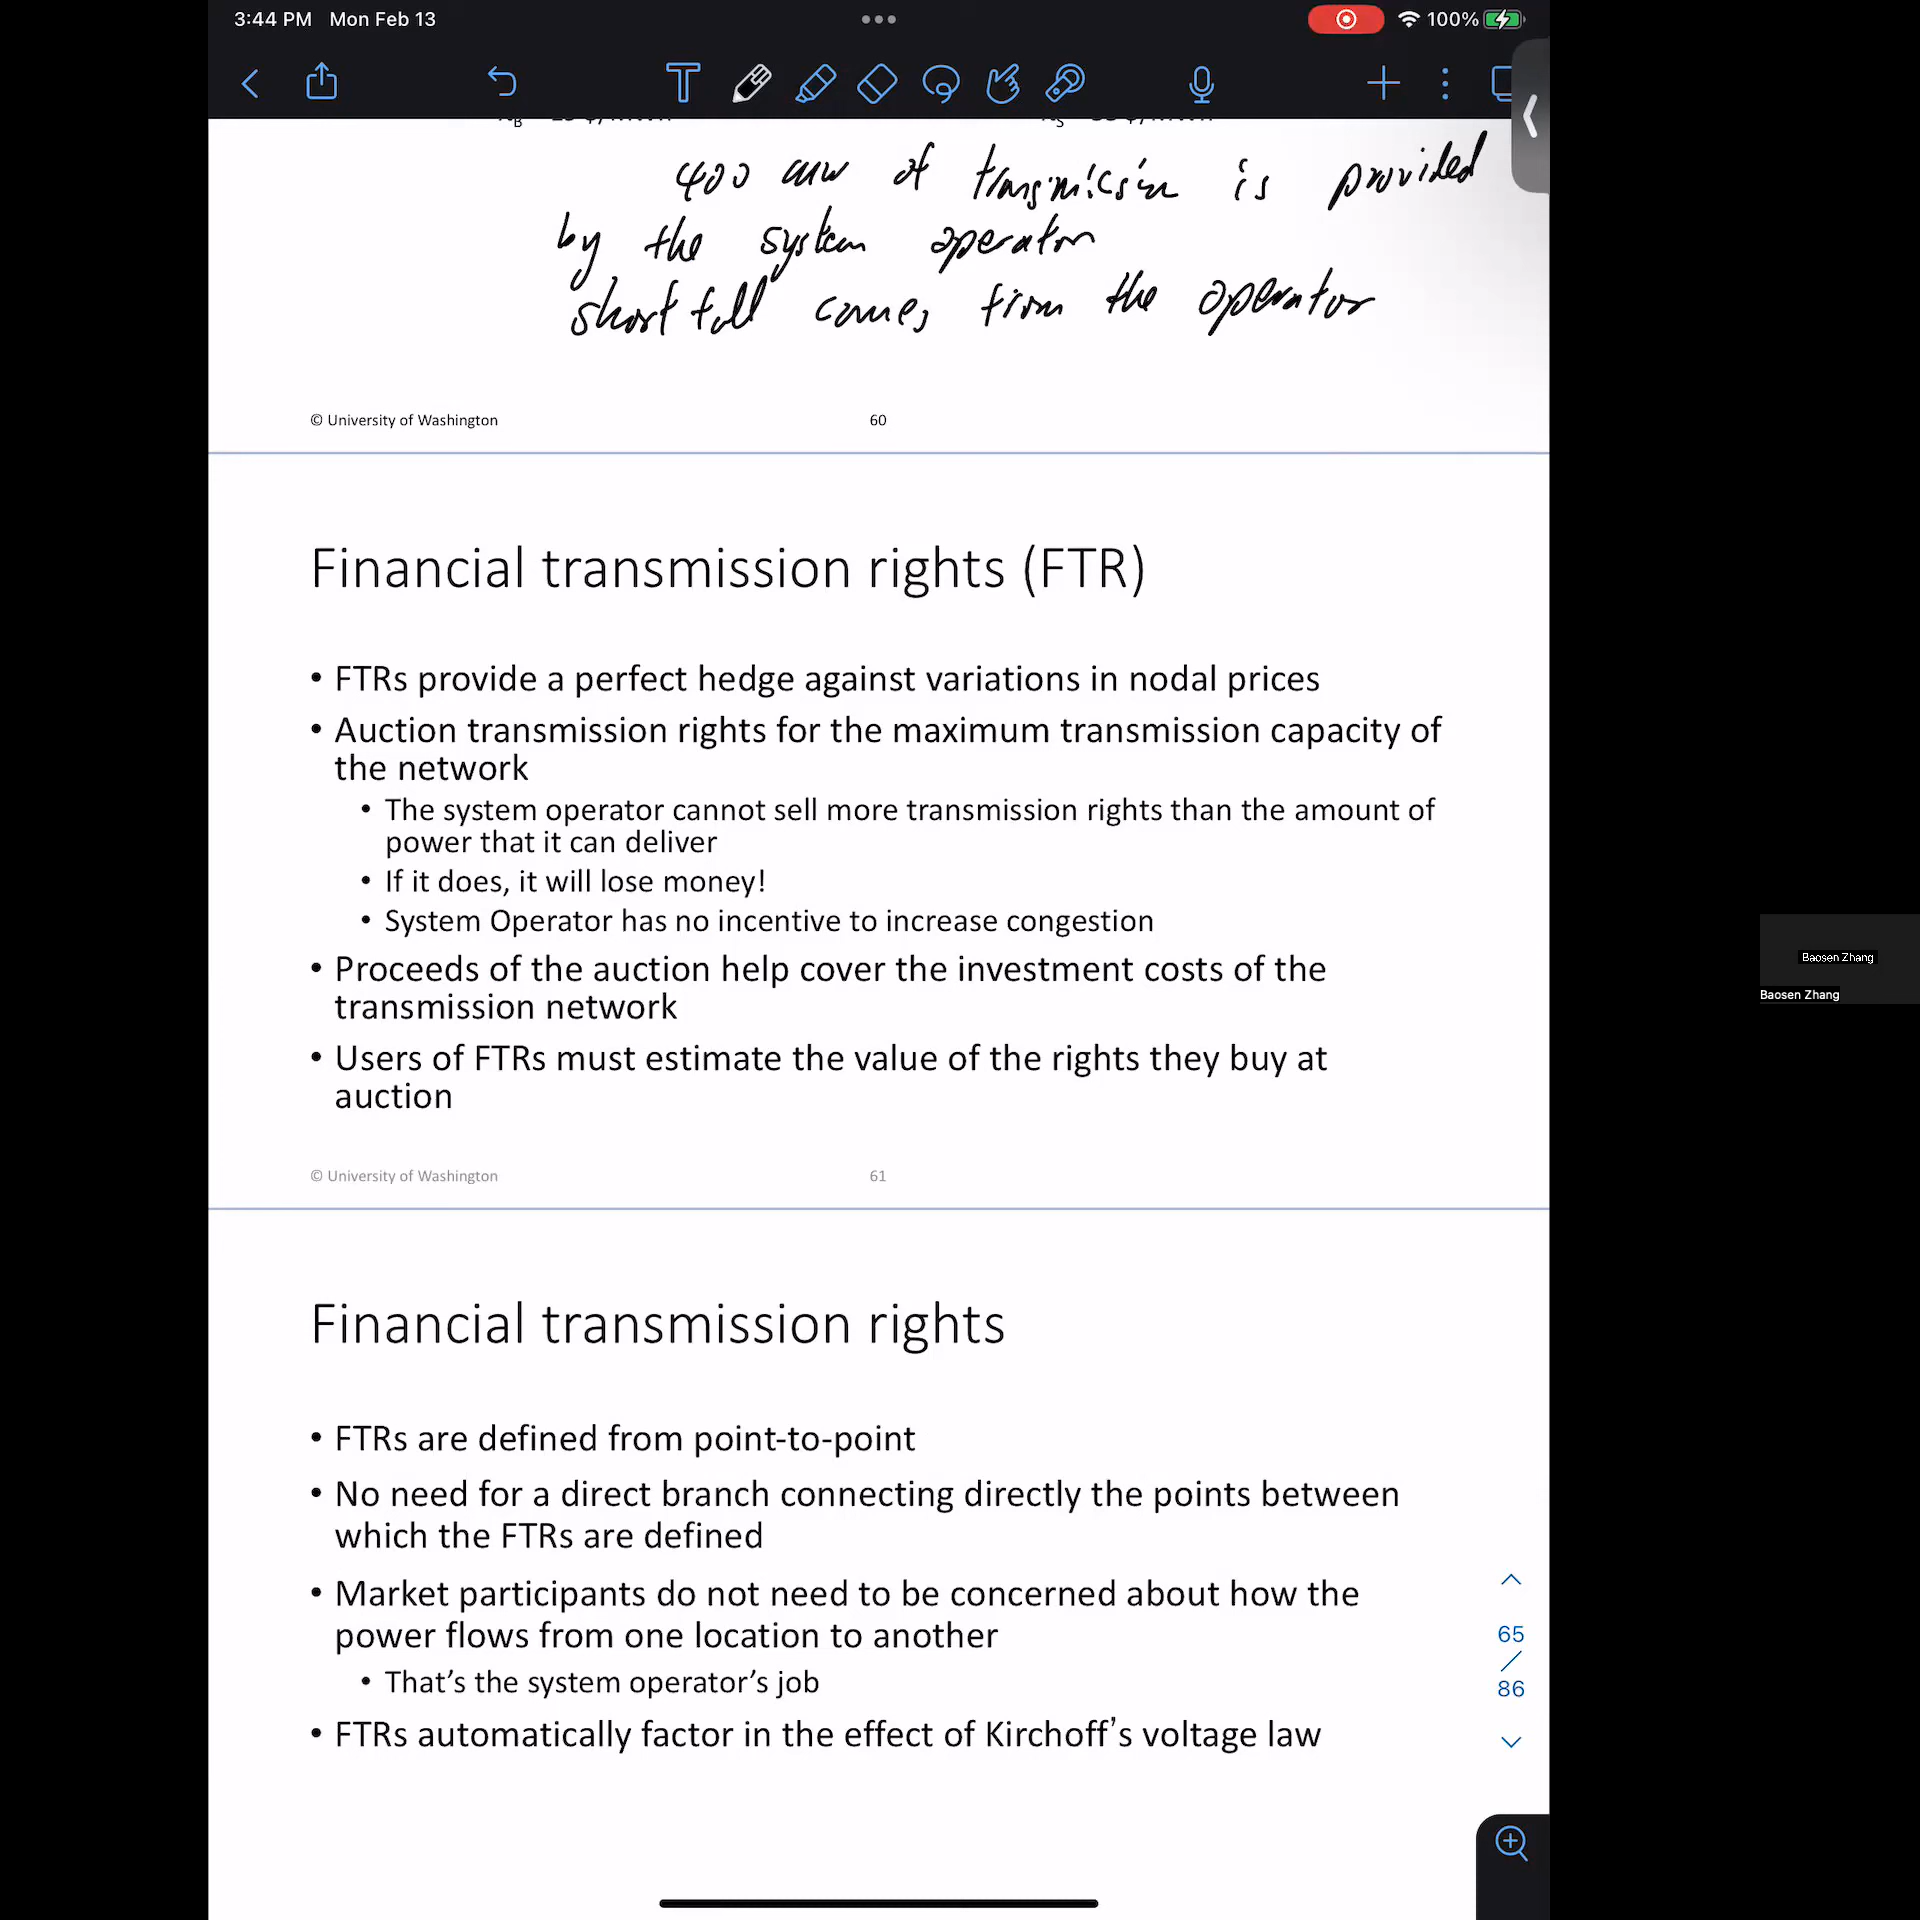 3:44 PM Mon Feb 13
100%
400 MW of transmission is provided
by the system operator
short fall comes from the operator
© University of Washington 60
Financial transmission rights (FTR)
• FTRs provide a perfect hedge against variations in nodal prices
• Auction transmission rights for the maximum transmission capacity of
the network
• The system operator cannot sell more transmission rights than the amount of
power that it can deliver
• If it does, it will lose money!
• System Operator has no incentive to increase congestion
• Proceeds of the auction help cover the investment costs of the
transmission network
• Users of FTRs must estimate the value of the rights they buy at
auction
© University of Washington 61
Financial transmission rights
• FTRs are defined from point-to-point
• No need for a direct branch connecting directly the points between
which the FTRs are defined
• Market participants do not need to be concerned about how the
power flows from one location to another
• That’s the system operator’s job
• FTRs automatically factor in the effect of Kirchoff’s voltage law
65
/
86
Baosen Zhang
Baosen Zhang